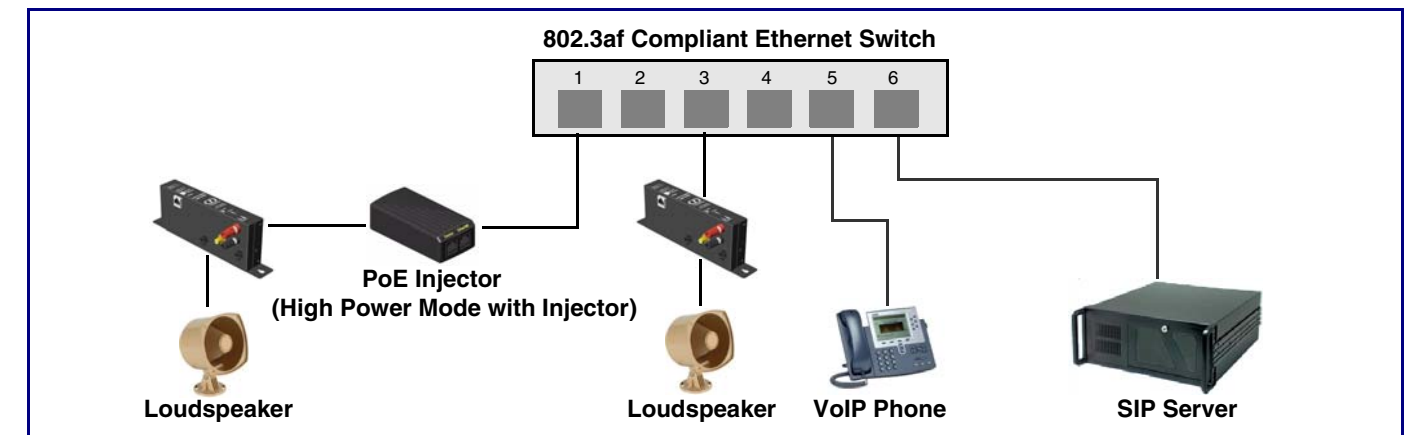 802.3af Compliant Ethernet Switch
1 2 3 4 5 6
PoE Injector
(High Power Mode with Injector)
Loudspeaker Loudspeaker VoIP Phone SIP Server